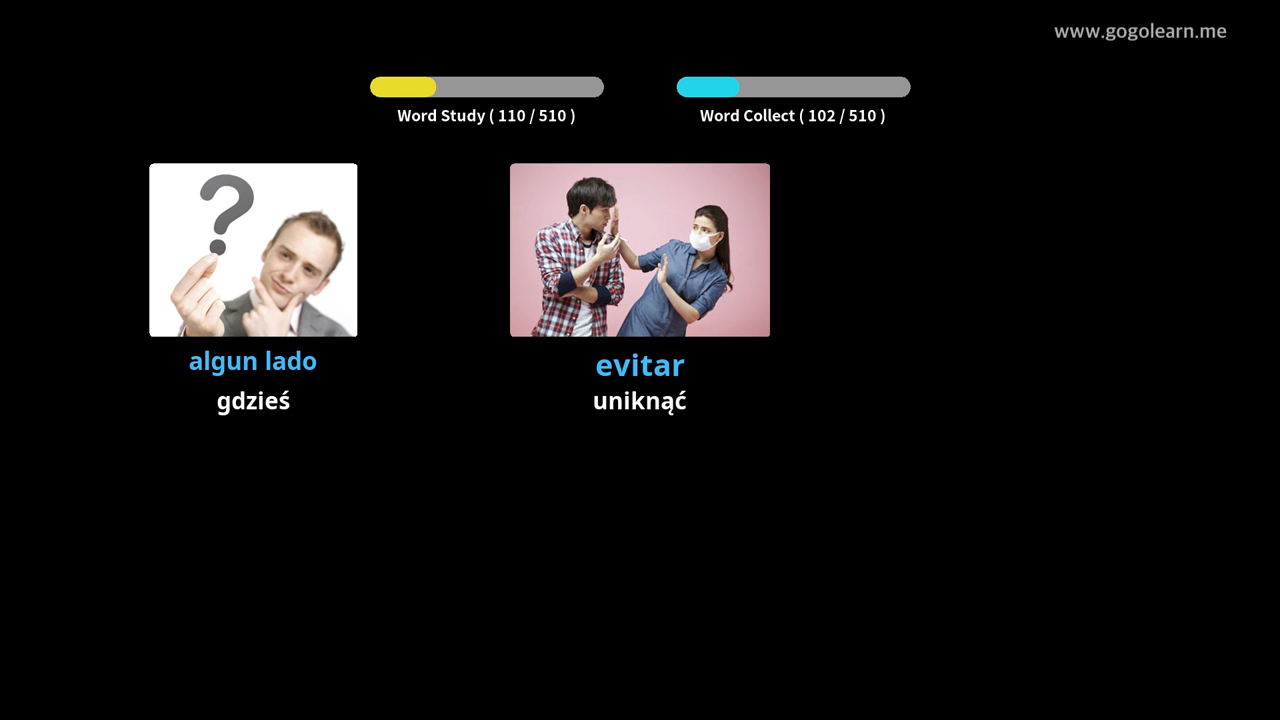 www.gogolearn.me
Word Study ( 110 / 510 )
Word Collect ( 102 / 510 )
algun lado
gdzieś
evitar
uniknąć